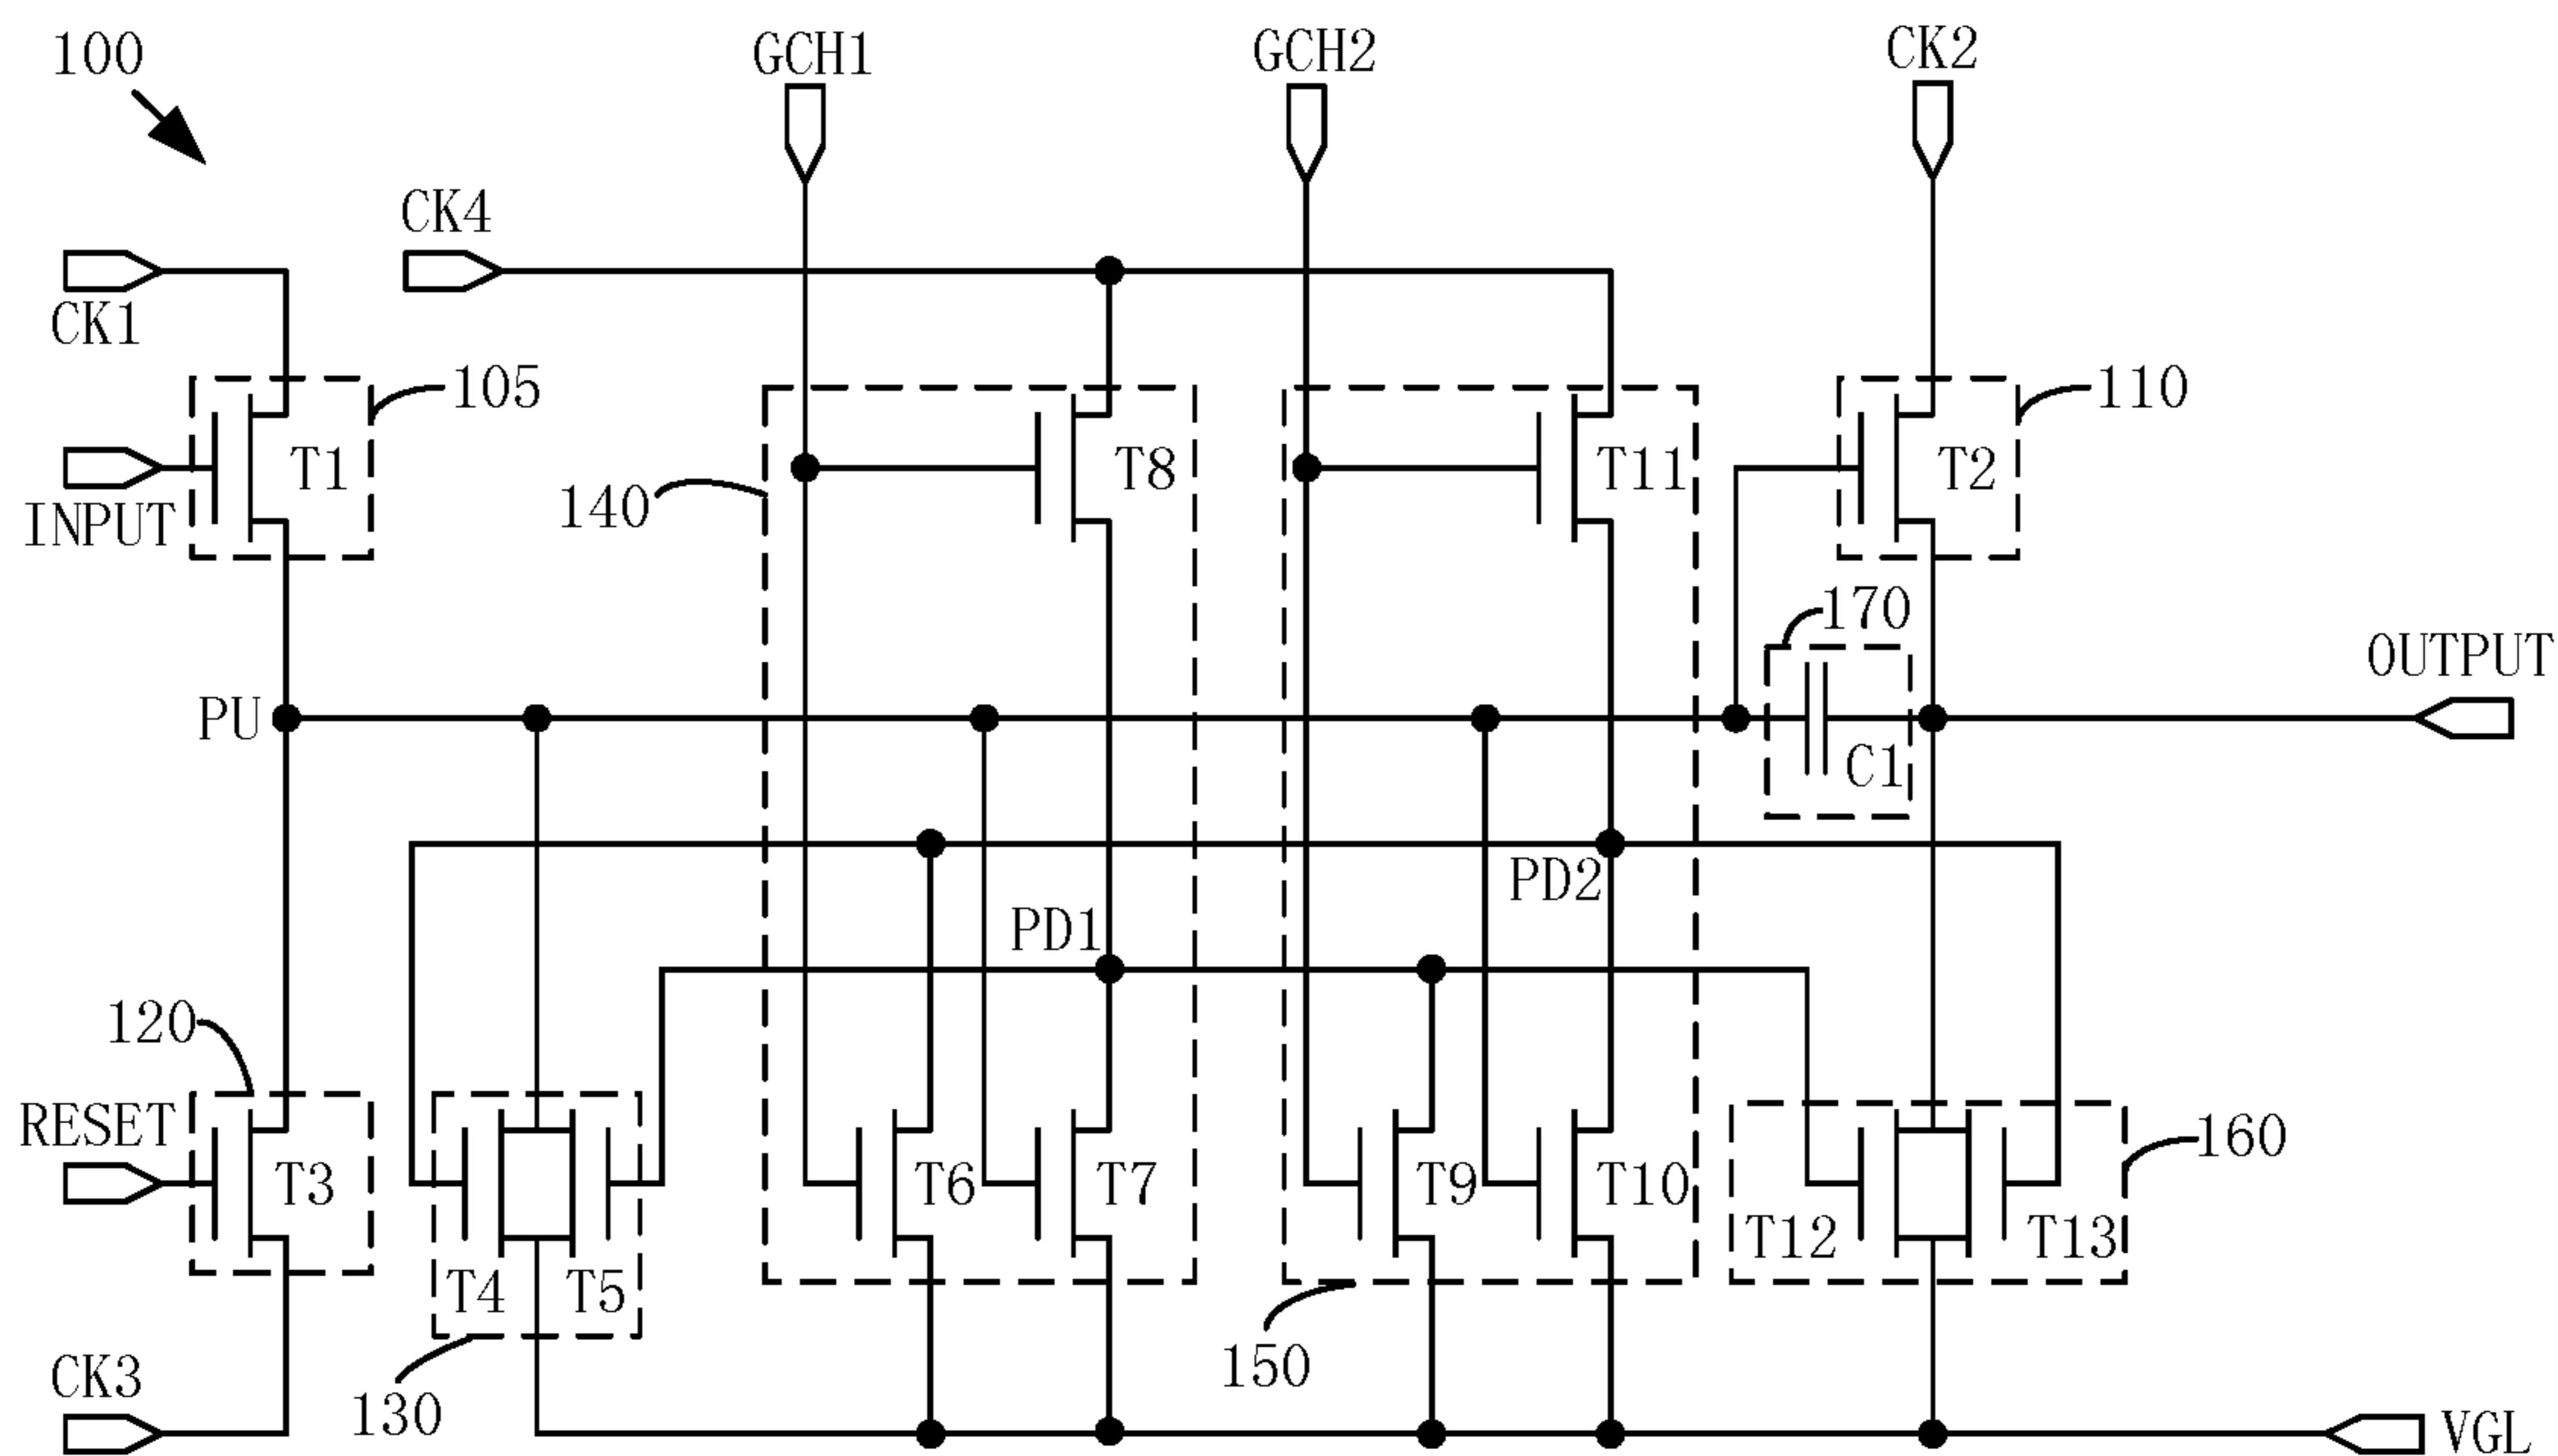 100
GCH1
GCH2
CK2
CK4
CK1
105
110
T1
T8
T11
T2
INPUT
140
170
OUTPUT
PU
C1
PD2
PD1
120
RESET
T3
T6
T7
T9
T10
160
T12
T13
T4
T5
150
CK3
130
VGL